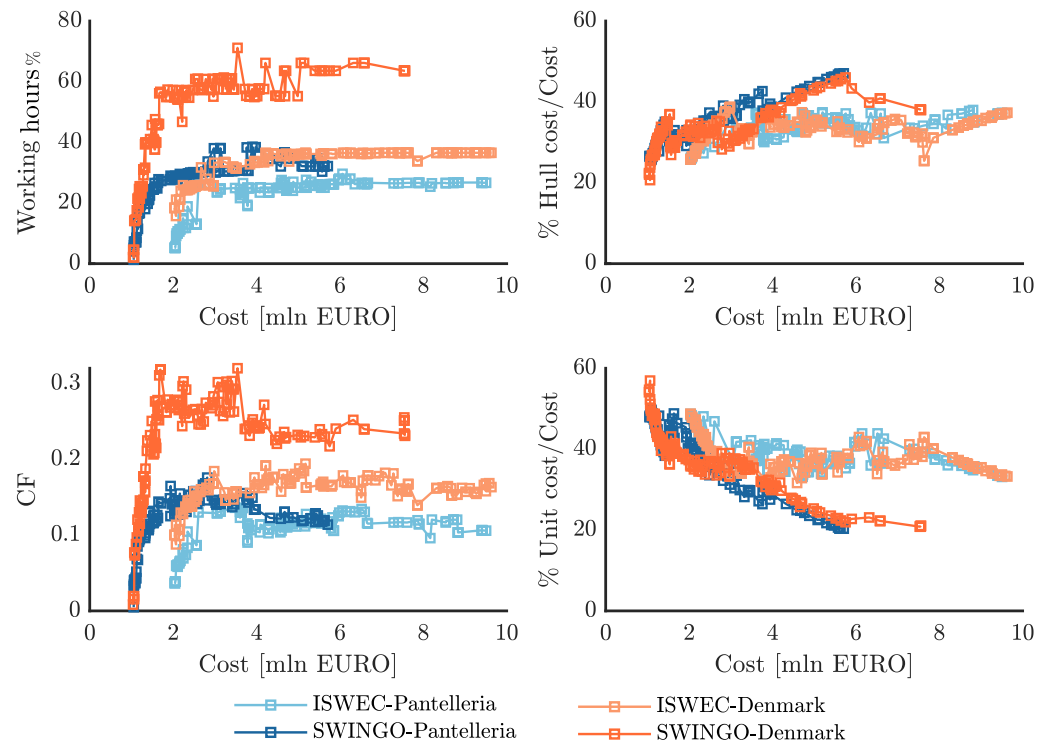 Working hours %
80
60
40
20
0
0 2 4 6 8 10
Cost [mln EURO]
% Hull cost/Cost
60
40
20
0
0 2 4 6 8 10
Cost [mln EURO]
CF
0.3
0.2
0.1
0
0 2 4 6 8 10
Cost [mln EURO]
% Unit cost/Cost
60
40
20
0
0 2 4 6 8 10
Cost [mln EURO]
ISWEC-Pantelleria
SWINGO-Pantelleria
ISWEC-Denmark
SWINGO-Denmark